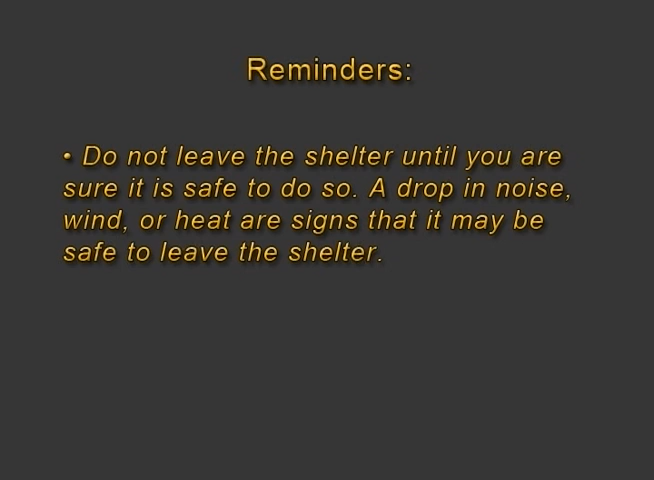 Reminders:
• Do not leave the shelter until you are
sure it is safe to do so. A drop in noise,
wind, or heat are signs that it may be
safe to leave the shelter.